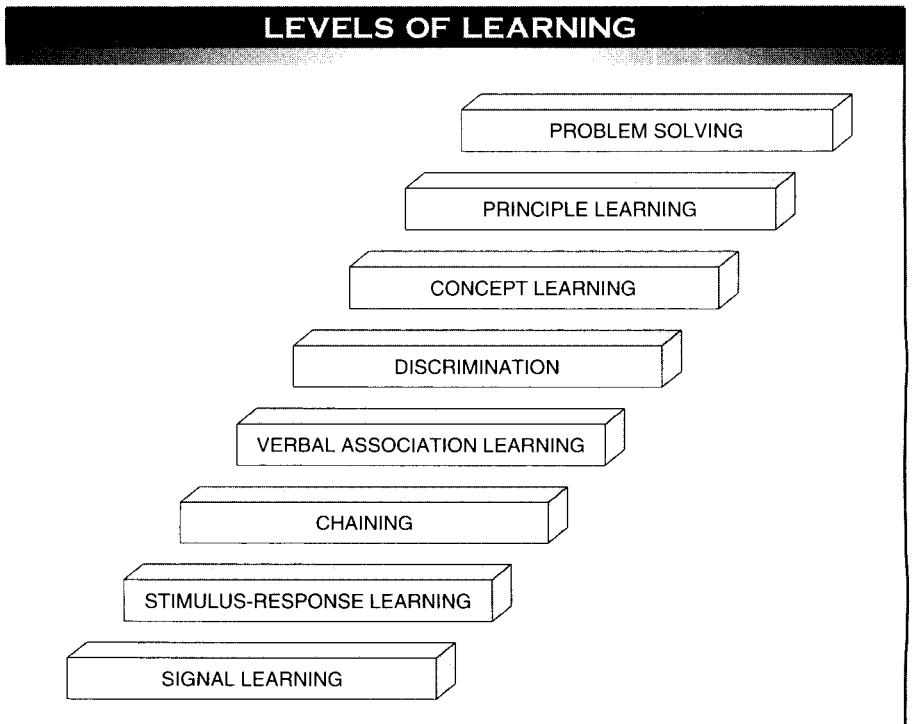 LEVELS OF LEARNING
PROBLEM SOLVING
PRINCIPLE LEARNING
CONCEPT LEARNING
DISCRIMINATION
VERBAL ASSOCIATION LEARNING
CHAINING
STIMULUS-RESPONSE LEARNING
SIGNAL LEARNING